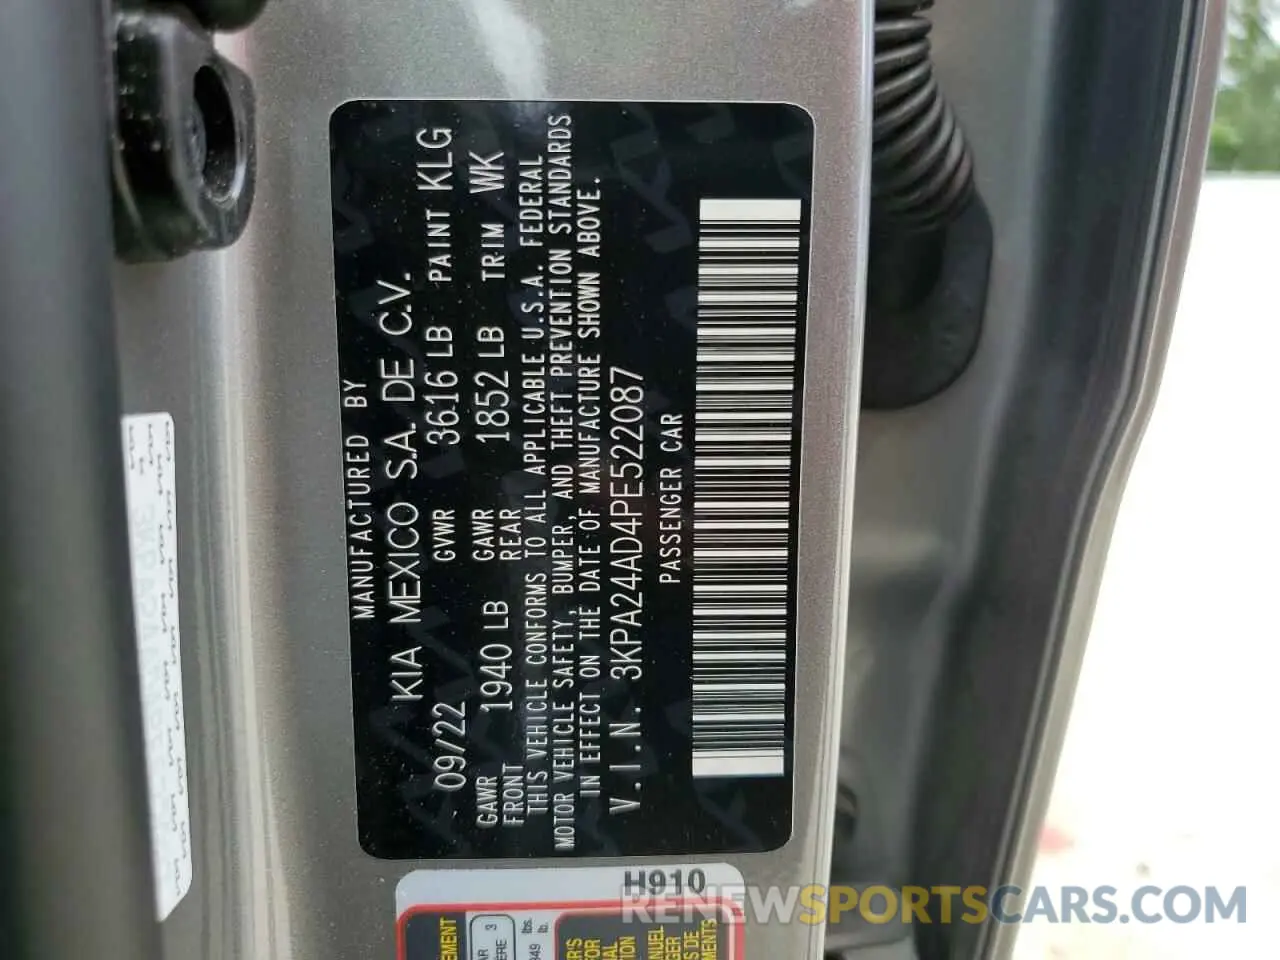 MANUFACTURED BY
KIA MEXICO S.A. DE C.V.
09/22 GVWR 3616 LB PAINT KLG
GAWR FRONT 1940 LB GAWR REAR 1852 LB TRIM WK
THIS VEHICLE CONFORMS TO ALL APPLICABLE U.S.A. FEDERAL
MOTOR VEHICLE SAFETY, BUMPER, AND THEFT PREVENTION STANDARDS
IN EFFECT ON THE DATE OF MANUFACTURE SHOWN ABOVE.
V.I.N. 3KPA24AD4PE522087
PASSENGER CAR
H910
RENEWSPORTSCARS.COM